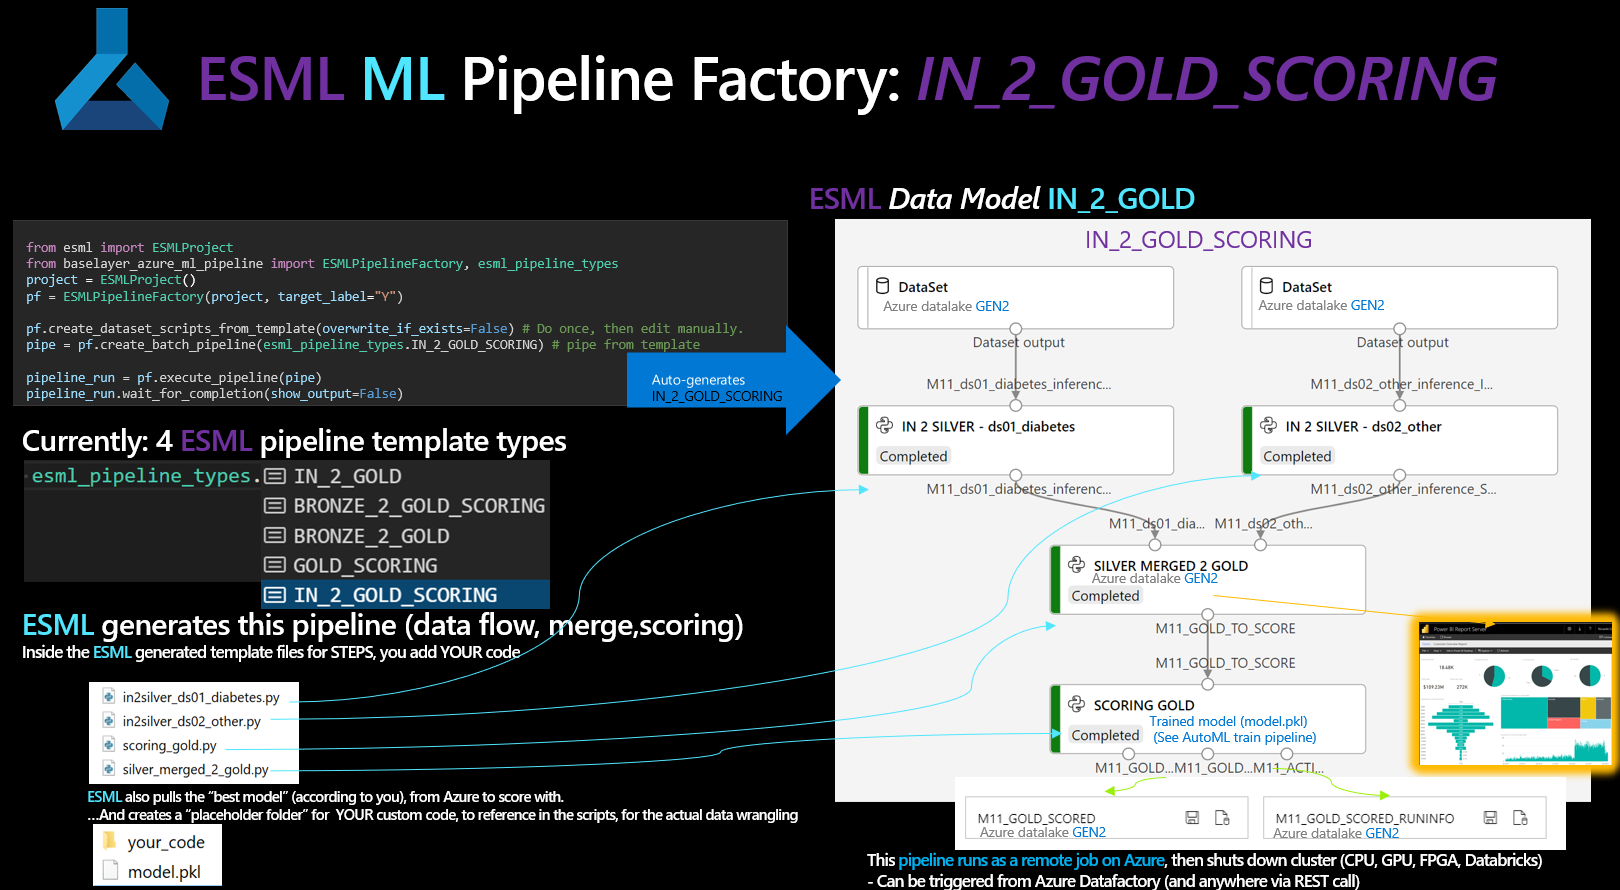 ESML ML Pipeline Factory: IN_2_GOLD_SCORING
ESML Data Model IN_2_GOLD
from esml import ESMLProject
from baselayer_azure_ml_pipeline import ESMLPipelineFactory, esml_pipeline_types
project = ESMLProject()
pf = ESMLPipelineFactory(project, target_label="Y")
pf.create_dataset_scripts_from_template(overwrite_if_exists=False) # Do once, then edit manually.
pipe = pf.create_batch_pipeline(esml_pipeline_types.IN_2_GOLD_SCORING) # pipe from template
pipeline_run = pf.execute_pipeline(pipe)
pipeline_run.wait_for_completion(show_output=False)
Auto-generates
IN_2_GOLD_SCORING
Currently: 4 ESML pipeline template types
esml_pipeline_types.
IN_2_GOLD
BRONZE_2_GOLD_SCORING
BRONZE_2_GOLD
GOLD_SCORING
IN_2_GOLD_SCORING
ESML generates this pipeline (data flow, merge,scoring)
Inside the ESML generated template files for STEPS, you add YOUR code
in2silver_ds01_diabetes.py
in2silver_ds02_other.py
scoring_gold.py
silver_merged_2_gold.py
ESML also pulls the "best model" (according to you), from Azure to score with.
...And creates a "placeholder folder" for YOUR custom code, to reference in the scripts, for the actual data wrangling
your_code
model.pkl
IN_2_GOLD_SCORING
DataSet
Azure datalake GEN2
DataSet
Azure datalake GEN2
Dataset output
Dataset output
M11_ds01_diabetes_inferenc...
M11_ds02_other_inference_I...
IN 2 SILVER - ds01_diabetes
Completed
IN 2 SILVER - ds02_other
Completed
M11_ds01_diabetes_inferenc...
M11_ds02_other_inference_S...
M11_ds01_dia...
M11_ds02_oth...
SILVER MERGED 2 GOLD
Azure datalake GEN2
Completed
M11_GOLD_TO_SCORE
M11_GOLD_TO_SCORE
SCORING GOLD
Trained model (model.pkl)
(See AutoML train pipeline)
Completed
M11_GOLD...
M11_GOLD...
M11_ACTI...
Power BI Report Server
18.48K
$109.23M
272K
M11_GOLD_SCORED
Azure datalake GEN2
M11_GOLD_SCORED_RUNINFO
Azure datalake GEN2
This pipeline runs as a remote job on Azure, then shuts down cluster (CPU, GPU, FPGA, Databricks)
- Can be triggered from Azure Datafactory (and anywhere via REST call)